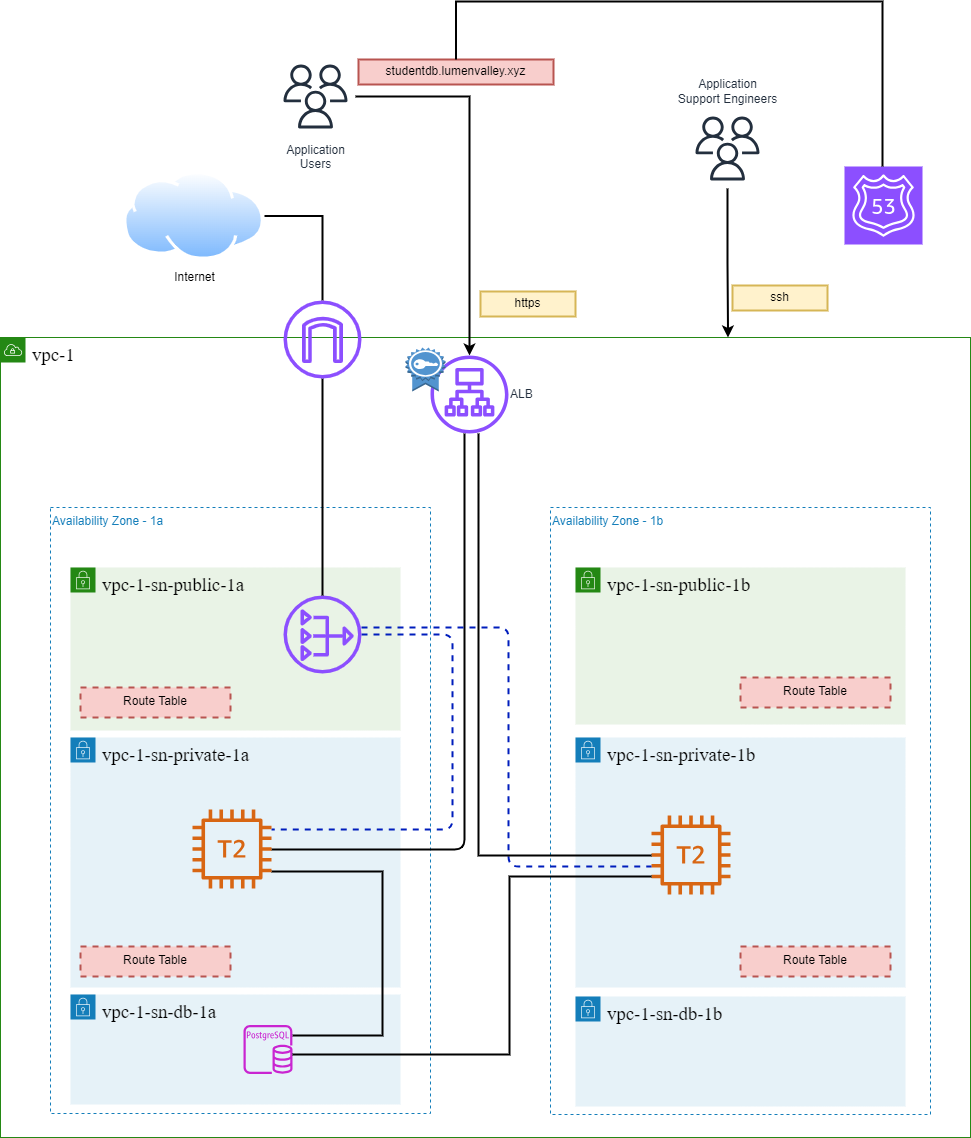 studentdb.lumenvalley.xyz
Application
Support Engineers
Application
Users
53
Internet
https
ssh
vpc-1
ALB
Availability Zone - 1a
Availability Zone - 1b
vpc-1-sn-public-1a
vpc-1-sn-public-1b
Route Table
Route Table
vpc-1-sn-private-1a
vpc-1-sn-private-1b
T2
T2
Route Table
Route Table
vpc-1-sn-db-1a
vpc-1-sn-db-1b
PostgreSQL